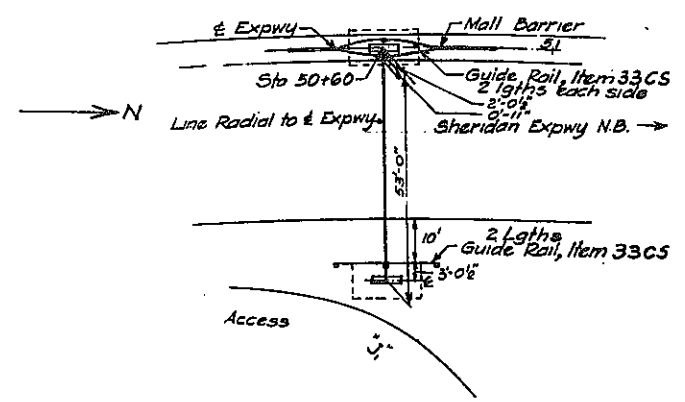 ℄ Expwy
Mall Barrier
5'
Sta 50+60
Guide Rail, Item 33CS
2 lgths each side
2'-0½"
0'-11"
N
Line Radial to ℄ Expwy.
Sheridan Expwy N.B.
53'-0"
10'
2 Lgths
Guide Rail, Item 33CS
3'-0½"
℄
Access
"J,"